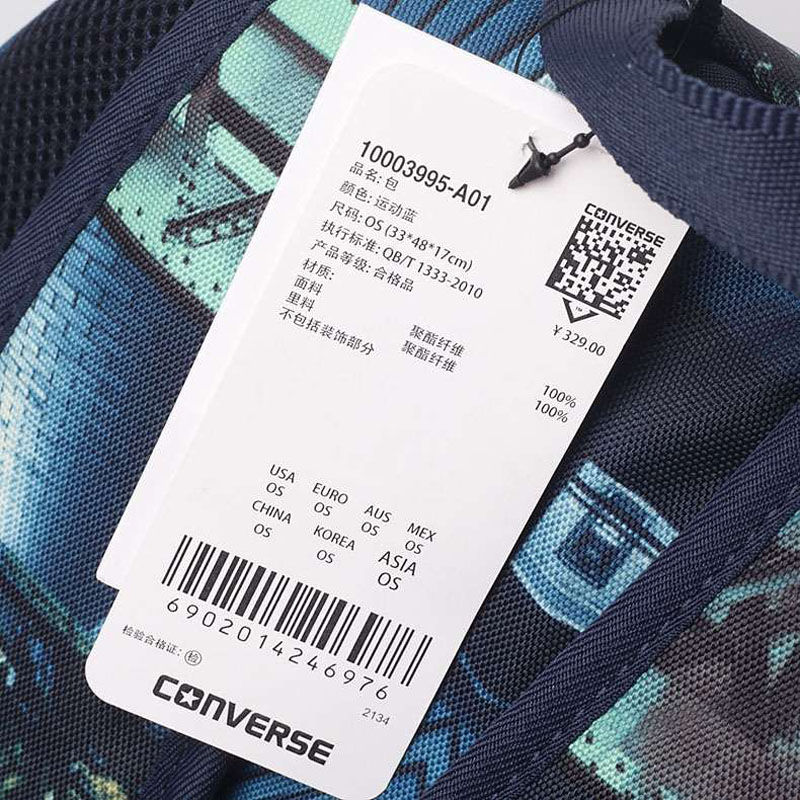 10003995-A01
品名: 包
颜色: 运动蓝
尺码: OS (33*48*17cm)
执行标准: QB/T 1333-2010
产品等级: 合格品
材质:
面料 聚酯纤维 100%
里料 聚酯纤维 100%
不包括装饰部分
CONVERSE
™
¥ 329.00
USA EURO AUS MEX
OS OS OS OS
CHINA KOREA ASIA
OS OS OS
6902014246976
检验合格证: 检
2134
CONVERSE